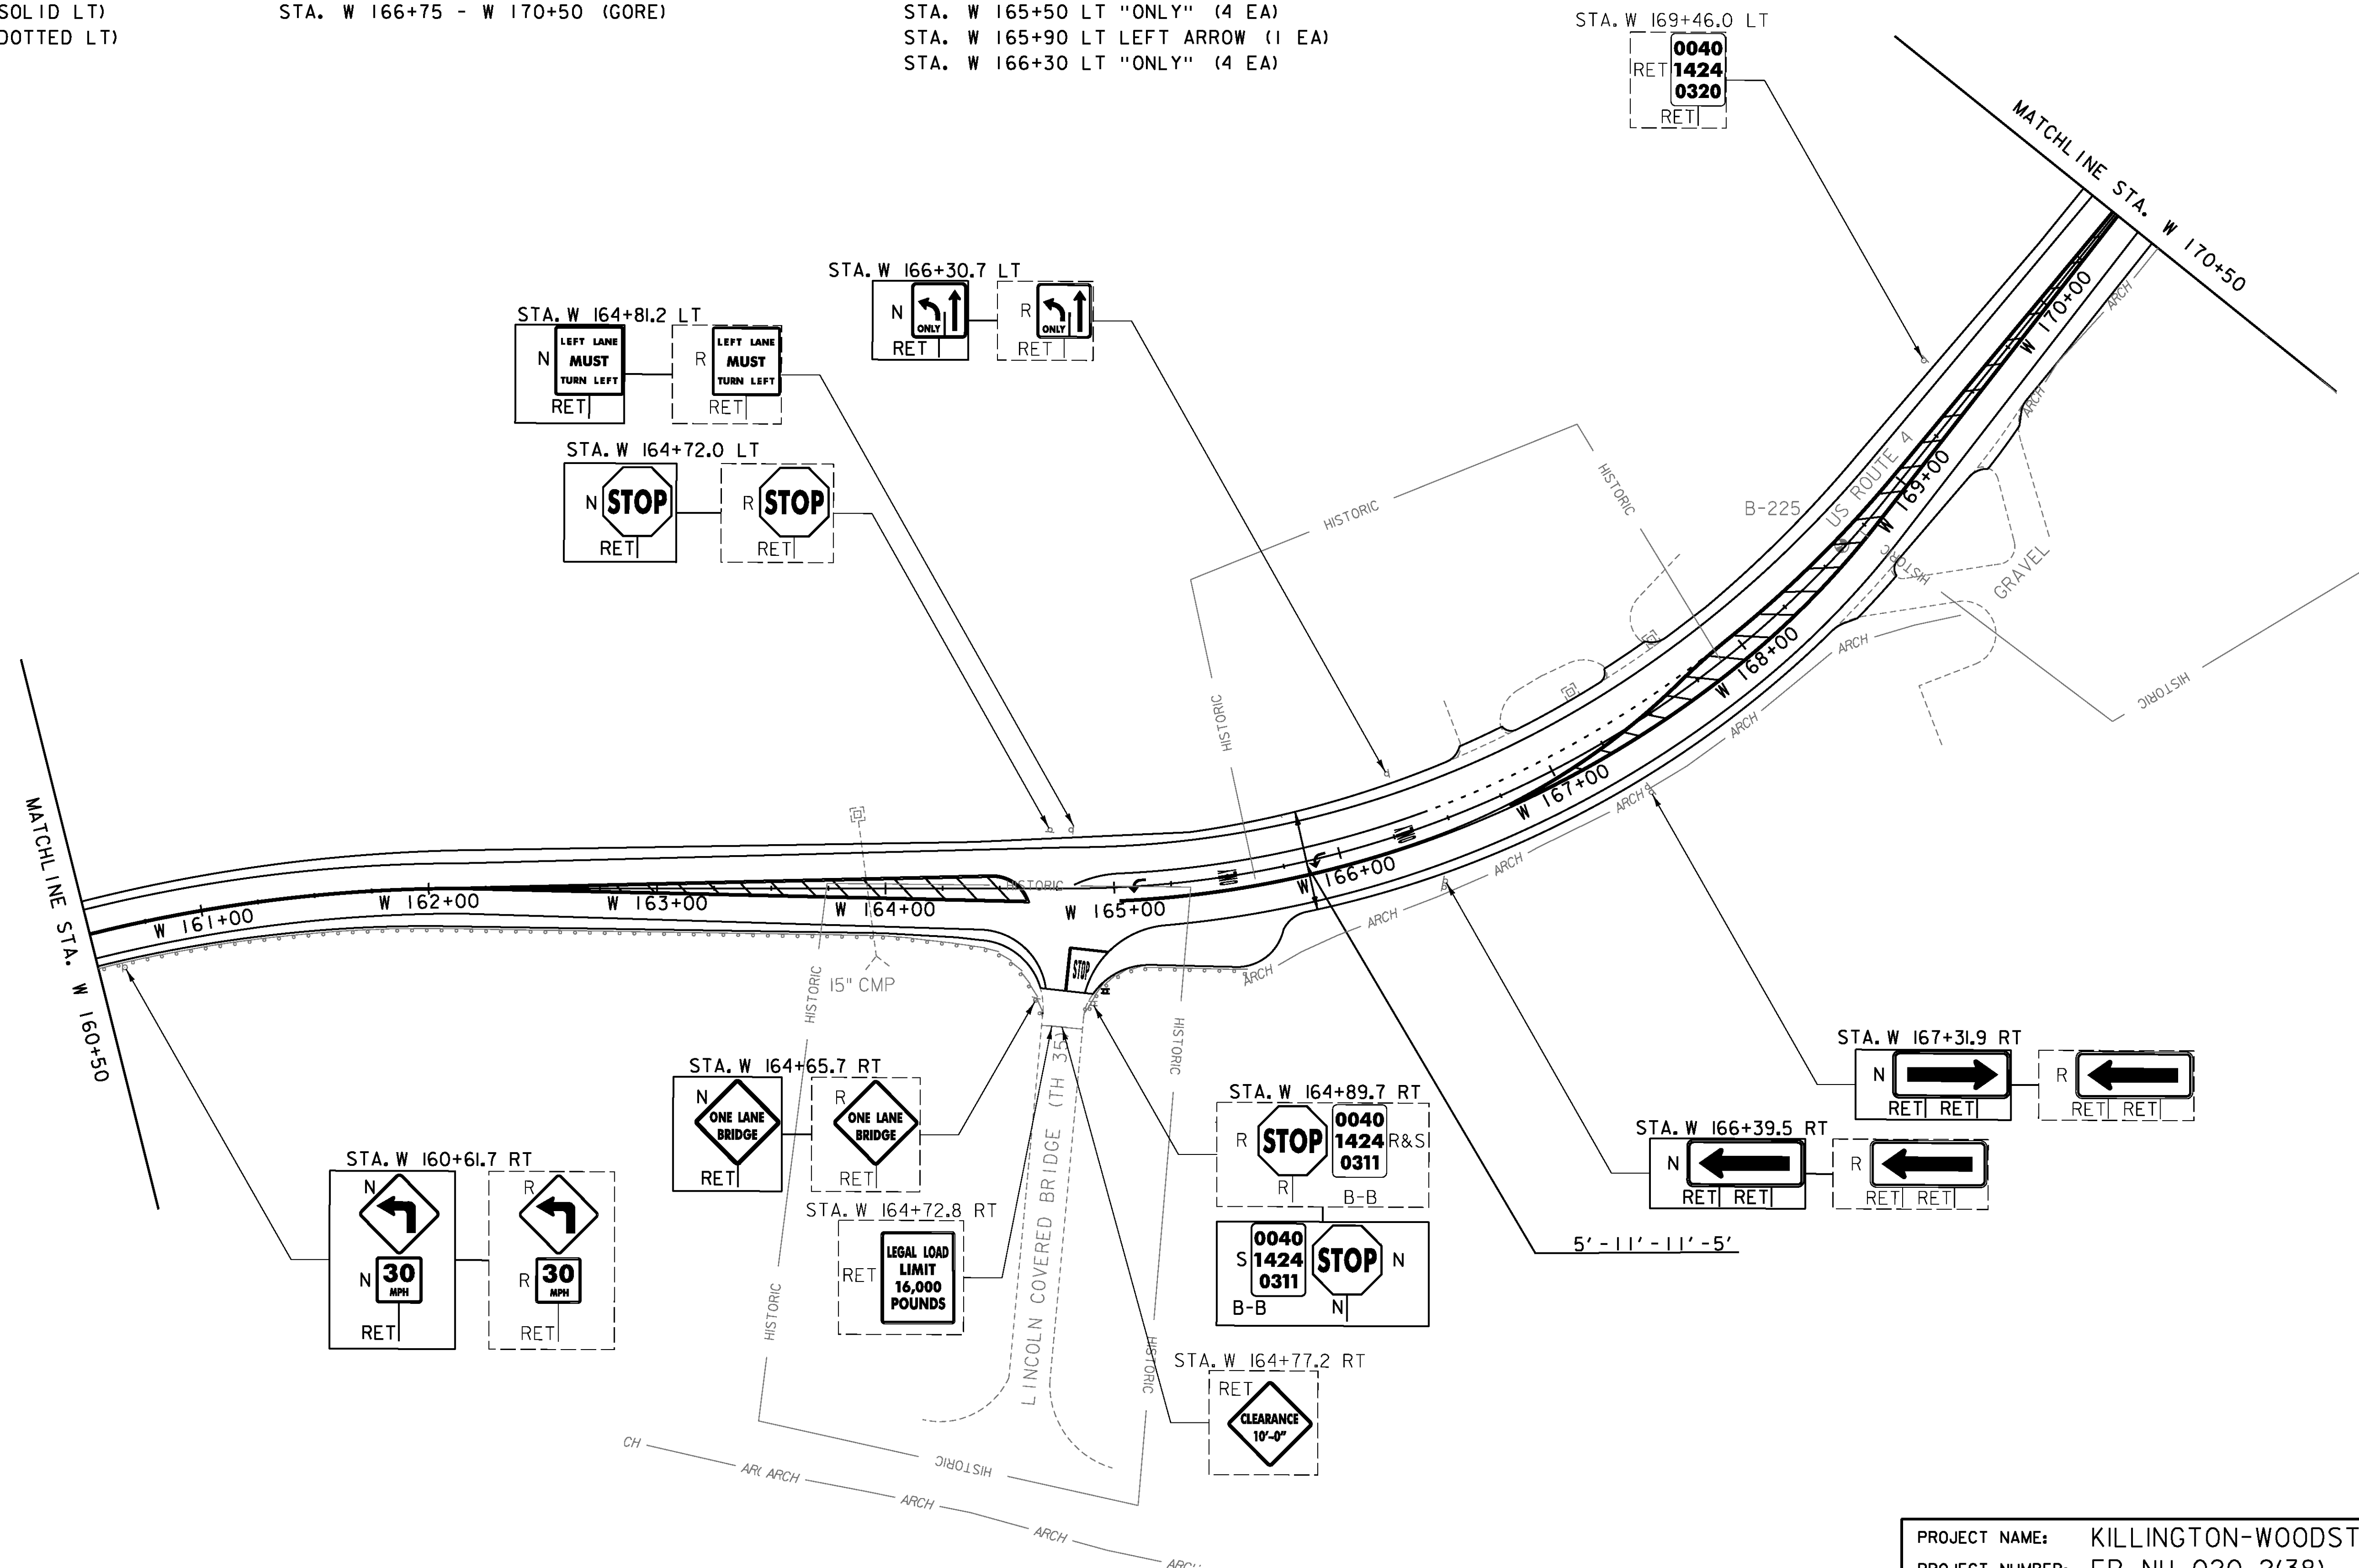 SOLID LT)
DOTTED LT)
STA. W 166+75 - W 170+50 (GORE)
STA. W 165+50 LT "ONLY" (4 EA)
STA. W 165+90 LT LEFT ARROW (1 EA)
STA. W 166+30 LT "ONLY" (4 EA)
STA. W 169+46.0 LT
RET
0040
1424
0320
RET
MATCHLINE STA. W 170+50
STA. W 166+30.7 LT
N
ONLY
RET
R
ONLY
RET
STA. W 164+81.2 LT
N
LEFT LANE
MUST
TURN LEFT
RET
R
LEFT LANE
MUST
TURN LEFT
RET
STA. W 164+72.0 LT
N STOP
RET
R STOP
RET
HISTORIC
HISTORIC
HISTORIC
B-225
US ROUTE 4
W 170+00
ARCH
ARCH
W 169+00
HISTORIC
GRAVEL
HISTORIC
W 168+00
ARCH
ARCH
W 167+00
ARCH
ARCH
ARCH
ARCH
W 166+00
ONLY
ONLY
HISTORIC
W 165+00
W 164+00
W 163+00
W 162+00
W 161+00
MATCHLINE STA. W 160+50
15" CMP
STOP
HISTORIC
HISTORIC
HISTORIC
HISTORIC
HISTORIC
LINCOLN COVERED BRIDGE (TH 35)
STA. W 160+61.7 RT
N
N 30
MPH
RET
R
R 30
MPH
RET
STA. W 164+65.7 RT
N
ONE LANE
BRIDGE
RET
R
ONE LANE
BRIDGE
RET
STA. W 164+72.8 RT
RET
LEGAL LOAD
LIMIT
16,000
POUNDS
STA. W 164+89.7 RT
R STOP
R
0040
1424
0311
R&S
B-B
S
0040
1424
0311
B-B
STOP N
N
STA. W 164+77.2 RT
RET
CLEARANCE
10'-0"
STA. W 167+31.9 RT
N
RET RET
R
RET RET
STA. W 166+39.5 RT
N
RET RET
R
RET RET
5'-11'-11'-5'
CH
ARCH
ARCH
ARCH
PROJECT NAME: KILLINGTON-WOODST